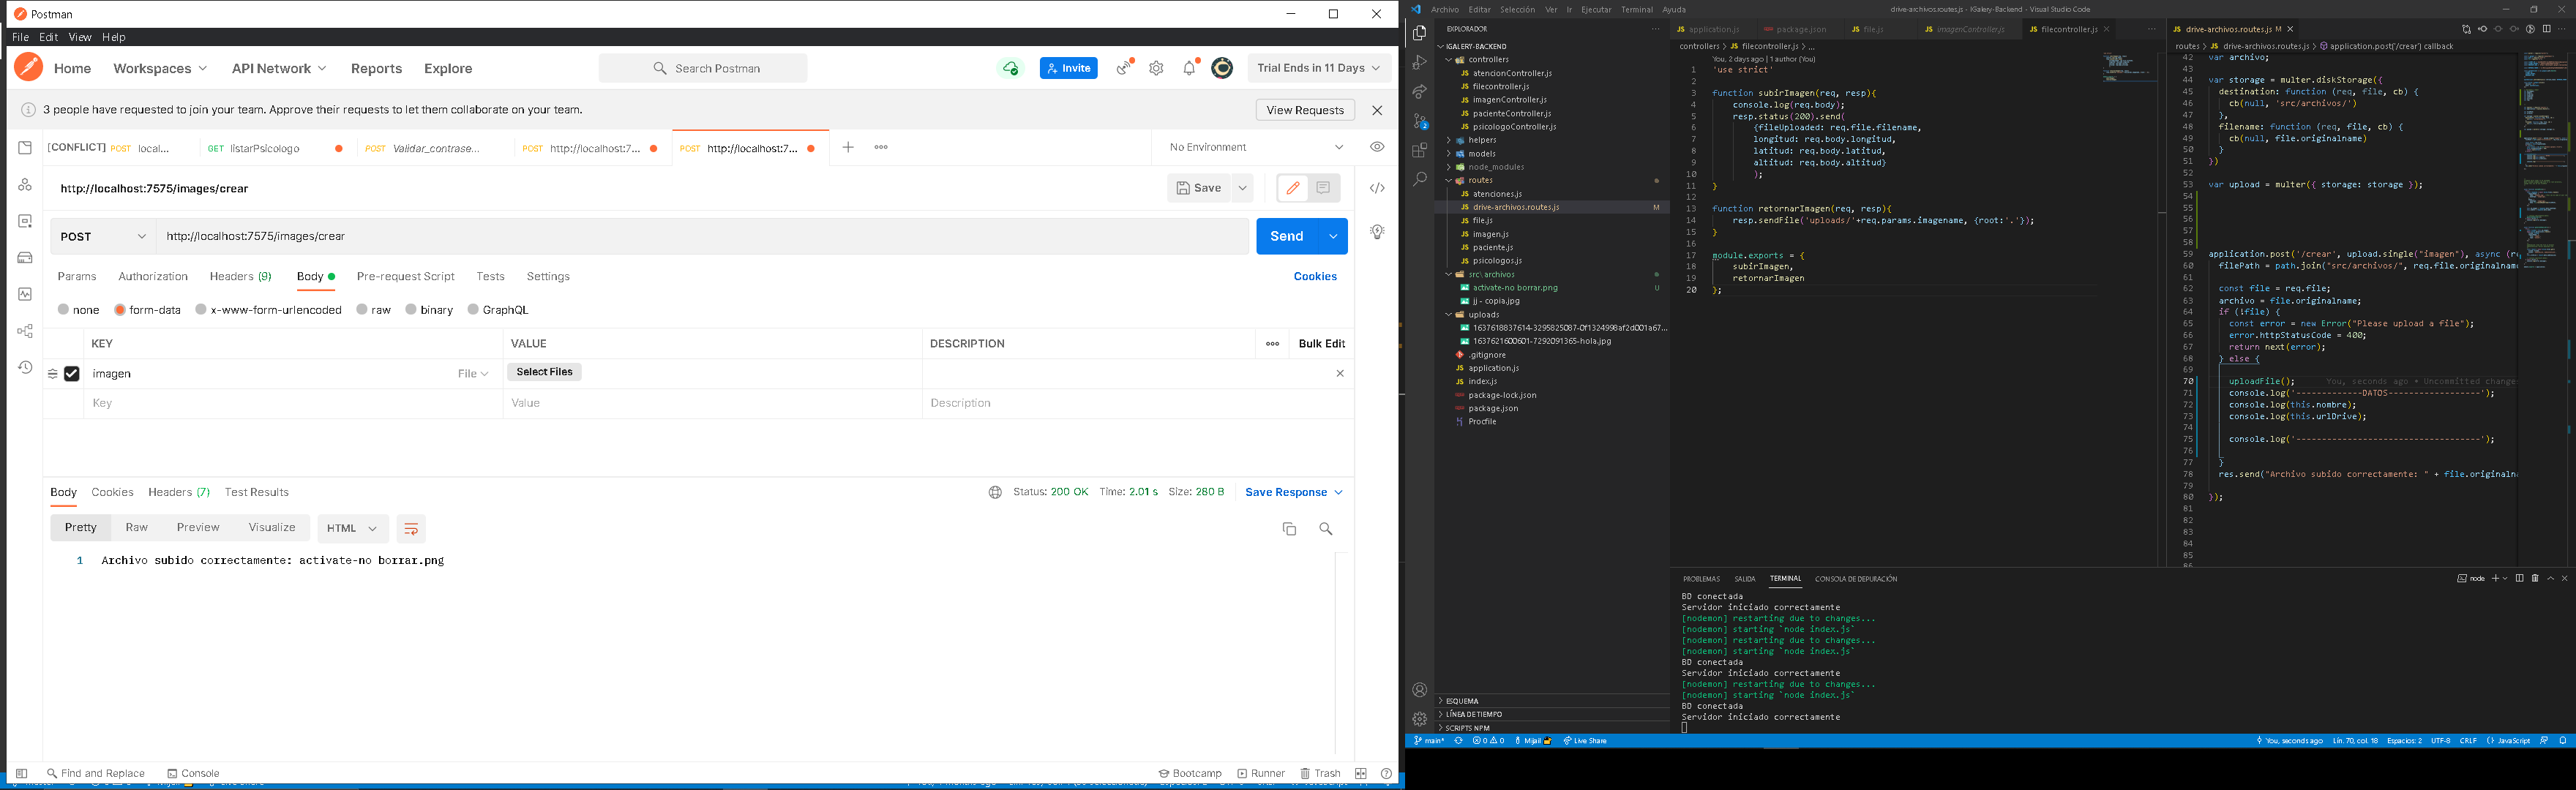 Postman
File Edit View Help
Home Workspaces API Network Reports Explore
Search Postman
Invite
Trial Ends in 11 Days
3 people have requested to join your team. Approve their requests to let them collaborate on your team.
View Requests
[CONFLICT] POST local...
GET listarPsicologo
POST Validar_contrase...
POST http://localhost:7...
POST http://localhost:7...
No Environment
http://localhost:7575/images/crear
Save
POST http://localhost:7575/images/crear
Send
Params Authorization Headers (9) Body Pre-request Script Tests Settings
Cookies
none form-data x-www-form-urlencoded raw binary GraphQL
KEY VALUE DESCRIPTION
Bulk Edit
imagen File Select Files
Key Value Description
Body Cookies Headers (7) Test Results
Status: 200 OK Time: 2.01 s Size: 280 B Save Response
Pretty Raw Preview Visualize HTML
1 Archivo subido correctamente: activate-no borrar.png
Find and Replace Console
Bootcamp Runner Trash
Archivo Editar Selección Ver Ir Ejecutar Terminal Ayuda
drive-archivos.routes.js - IGalery-Backend - Visual Studio Code
EXPLORADOR
IGALERY-BACKEND
controllers
atencionController.js
filecontroller.js
imagenController.js
pacienteController.js
psicologoController.js
helpers
models
node_modules
routes
atenciones.js
drive-archivos.routes.js M
file.js
imagen.js
paciente.js
psicologos.js
src\archivos
activate-no borrar.png U
jj - copia.jpg
uploads
1637618837614-3295825087-0f1324998af2d001a67...
1637621600601-7292091365-hola.jpg
.gitignore
application.js
index.js
package-lock.json
package.json
Procfile
ESQUEMA
LÍNEA DE TIEMPO
SCRIPTS NPM
application.js package.json file.js imagenController.js filecontroller.js
controllers > filecontroller.js > ...
You, 2 days ago | 1 author (You)
1 'use strict'
2
3 function subirImagen(req, resp){
4 console.log(req.body);
5 resp.status(200).send(
6 {fileUploaded: req.file.filename,
7 longitud: req.body.longitud,
8 latitud: req.body.latitud,
9 altitud: req.body.altitud}
10 );
11 }
12
13 function retornarImagen(req, resp){
14 resp.sendFile('uploads/'+req.params.imagename, {root:'.'});
15 }
16
17 module.exports = {
18 subirImagen,
19 retornarImagen
20 };
drive-archivos.routes.js M
routes > drive-archivos.routes.js > application.post('/crear') callback
42 var archivo;
43
44 var storage = multer.diskStorage({
45 destination: function (req, file, cb) {
46 cb(null, 'src/archivos/')
47 },
48 filename: function (req, file, cb) {
49 cb(null, file.originalname)
50 }
51 })
52
53 var upload = multer({ storage: storage });
54
55
56
57
58
59 application.post('/crear', upload.single("imagen"), async (r
60 filePath = path.join("src/archivos/", req.file.originalnam
61
62 const file = req.file;
63 archivo = file.originalname;
64 if (!file) {
65 const error = new Error("Please upload a file");
66 error.httpStatusCode = 400;
67 return next(error);
68 } else {
69
70 uploadFile(); You, seconds ago • Uncommitted change
71 console.log('-------------DATOS------------------');
72 console.log(this.nombre);
73 console.log(this.urlDrive);
74
75 console.log('------------------------------------');
76
77 }
78 res.send("Archivo subido correctamente: " + file.originaln
79
80 });
81
82
83
84
85
86
PROBLEMAS SALIDA TERMINAL CONSOLA DE DEPURACIÓN
node
BD conectada
Servidor iniciado correctamente
[nodemon] restarting due to changes...
[nodemon] starting `node index.js`
[nodemon] restarting due to changes...
[nodemon] starting `node index.js`
BD conectada
Servidor iniciado correctamente
[nodemon] restarting due to changes...
[nodemon] starting `node index.js`
BD conectada
Servidor iniciado correctamente
main* 0 0 Mijail Live Share
You, seconds ago Lín. 70, col. 18 Espacios: 2 UTF-8 CRLF JavaScript